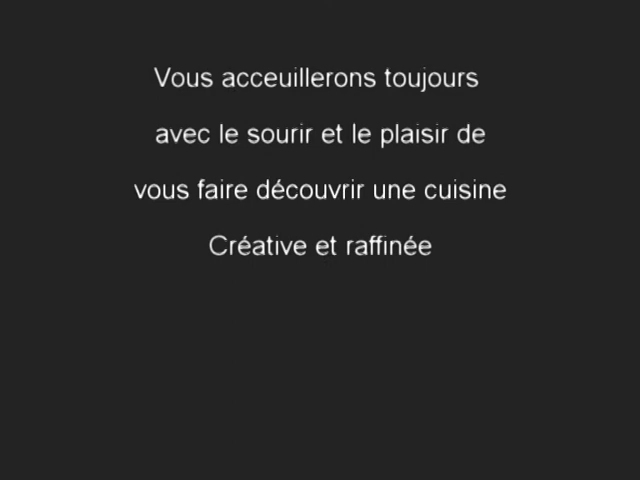 Vous acceuillerons toujours
avec le sourir et le plaisir de
vous faire découvrir une cuisine
Créative et raffinée